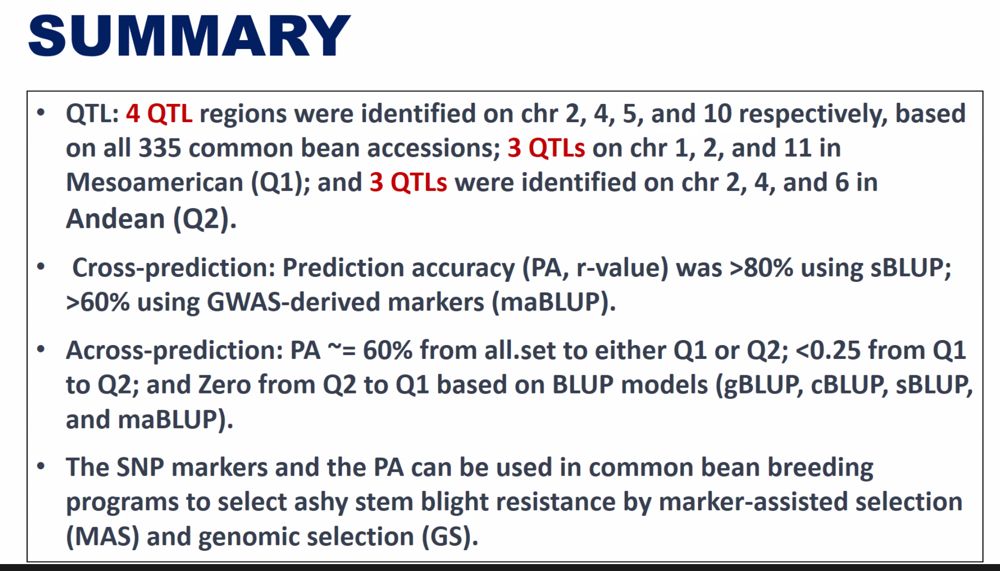 SUMMARY
• QTL: 4 QTL regions were identified on chr 2, 4, 5, and 10 respectively, based
on all 335 common bean accessions; 3 QTLs on chr 1, 2, and 11 in
Mesoamerican (Q1); and 3 QTLs were identified on chr 2, 4, and 6 in
Andean (Q2).
• Cross-prediction: Prediction accuracy (PA, r-value) was >80% using sBLUP;
>60% using GWAS-derived markers (maBLUP).
• Across-prediction: PA ~= 60% from all.set to either Q1 or Q2; <0.25 from Q1
to Q2; and Zero from Q2 to Q1 based on BLUP models (gBLUP, cBLUP, sBLUP,
and maBLUP).
• The SNP markers and the PA can be used in common bean breeding
programs to select ashy stem blight resistance by marker-assisted selection
(MAS) and genomic selection (GS).